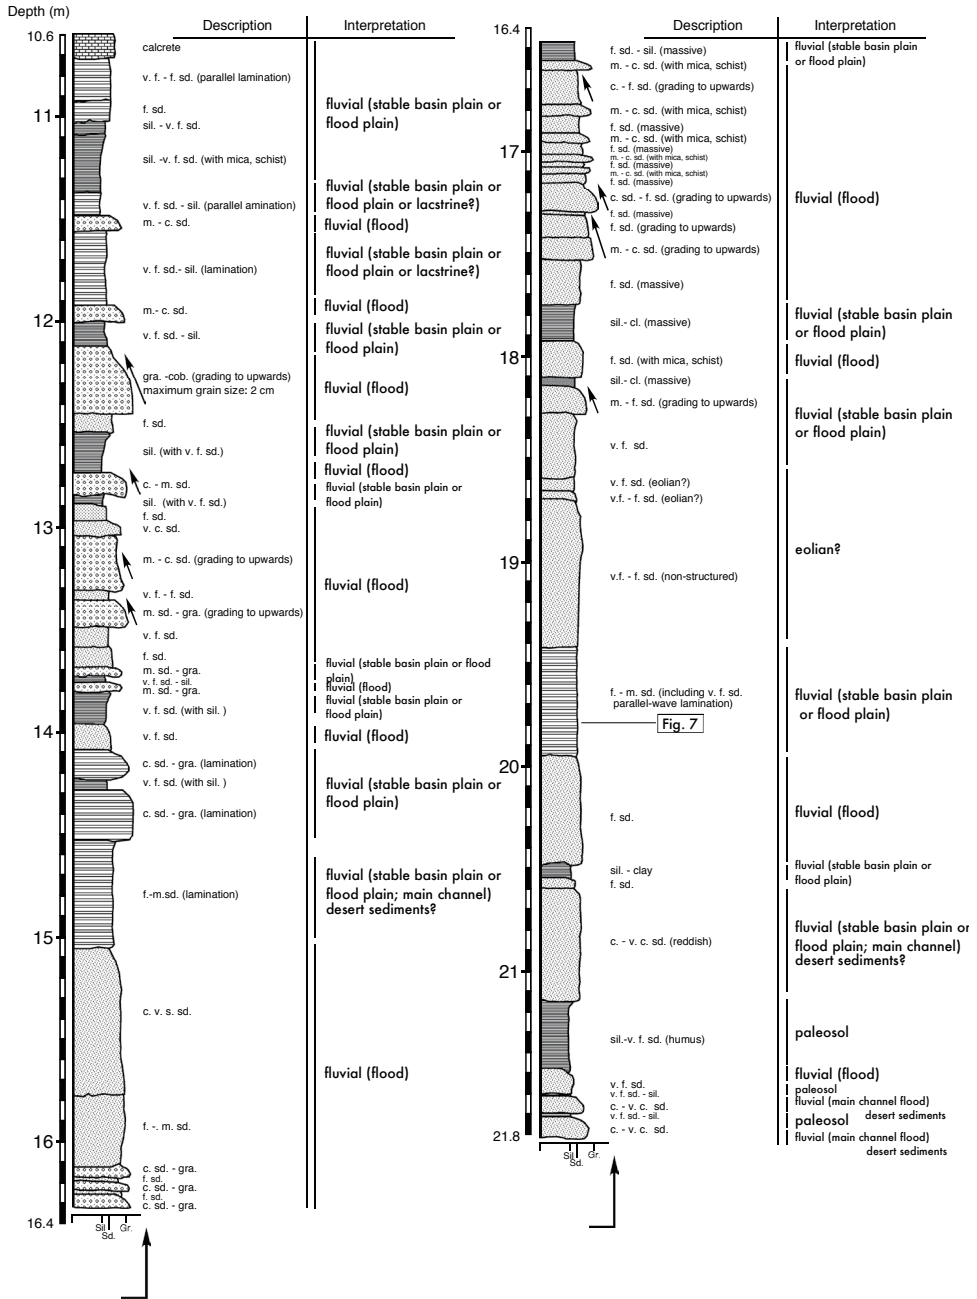 Depth (m)
Description
Interpretation
10.6
11
12
13
14
15
16
16.4
calcrete
v. f. - f. sd. (parallel lamination)
f. sd.
sil. - v. f. sd.
sil. -v. f. sd. (with mica, schist)
v. f. sd. - sil. (parallel amination)
m. - c. sd.
v. f. sd.- sil. (lamination)
m.- c. sd.
v. f. sd. - sil.
gra. -cob. (grading to upwards)
maximum grain size: 2 cm
f. sd.
sil. (with v. f. sd.)
c. - m. sd.
sil. (with v. f. sd.)
f. sd.
v. c. sd.
m. - c. sd. (grading to upwards)
v. f. - f. sd.
m. sd. - gra. (grading to upwards)
v. f. sd.
f. sd.
m. sd. - gra.
v. f. sd. - sil.
m. sd. - gra.
v. f. sd. (with sil. )
v. f. sd.
c. sd. - gra. (lamination)
v. f. sd. (with sil. )
c. sd. - gra. (lamination)
f.-m.sd. (lamination)
c. v. s. sd.
f. -. m. sd.
c. sd. - gra.
f. sd.
c. sd. - gra.
f. sd.
c. sd. - gra.
Sil
Sd.
Gr.
fluvial (stable basin plain or
flood plain)
fluvial (stable basin plain or
flood plain or lacstrine?)
fluvial (flood)
fluvial (stable basin plain or
flood plain or lacstrine?)
fluvial (flood)
fluvial (stable basin plain or
flood plain)
fluvial (flood)
fluvial (stable basin plain or
flood plain)
fluvial (flood)
fluvial (stable basin plain or
flood plain)
fluvial (flood)
fluvial (stable basin plain or flood
plain)
fluvial (flood)
fluvial (stable basin plain or
flood plain)
fluvial (flood)
fluvial (stable basin plain or
flood plain)
fluvial (stable basin plain or
flood plain; main channel)
desert sediments?
fluvial (flood)
Description
Interpretation
16.4
17
18
19
20
21
21.8
f. sd. - sil. (massive)
m. - c. sd. (with mica, schist)
c. - f. sd. (grading to upwards)
m. - c. sd. (with mica, schist)
f. sd. (massive)
m. - c. sd. (with mica, schist)
f. sd. (massive)
m. - c. sd. (with mica, schist)
f. sd. (massive)
m. - c. sd. (with mica, schist)
f. sd. (massive)
c. sd. - f. sd. (grading to upwards)
f. sd. (massive)
f. sd. (grading to upwards)
m. - c. sd. (grading to upwards)
f. sd. (massive)
sil.- cl. (massive)
f. sd. (with mica, schist)
sil.- cl. (massive)
m. - f. sd. (grading to upwards)
v. f. sd.
v. f. sd. (eolian?)
v.f. - f. sd. (eolian?)
v.f. - f. sd. (non-structured)
f. - m. sd. (including v. f. sd.
parallel-wave lamination)
Fig. 7
f. sd.
sil. - clay
f. sd.
c. - v. c. sd. (reddish)
sil.-v. f. sd. (humus)
v. f. sd.
v. f. sd. - sil.
c. - v. c. sd.
v. f. sd. - sil.
c. - v. c. sd.
Sil
Sd.
Gr.
fluvial (stable basin plain
or flood plain)
fluvial (flood)
fluvial (stable basin plain
or flood plain)
fluvial (flood)
fluvial (stable basin plain
or flood plain)
eolian?
fluvial (stable basin plain
or flood plain)
fluvial (flood)
fluvial (stable basin plain or
flood plain)
fluvial (stable basin plain or
flood plain; main channel)
desert sediments?
paleosol
fluvial (flood)
paleosol
fluvial (main channel flood)
desert sediments
paleosol
fluvial (main channel flood)
desert sediments